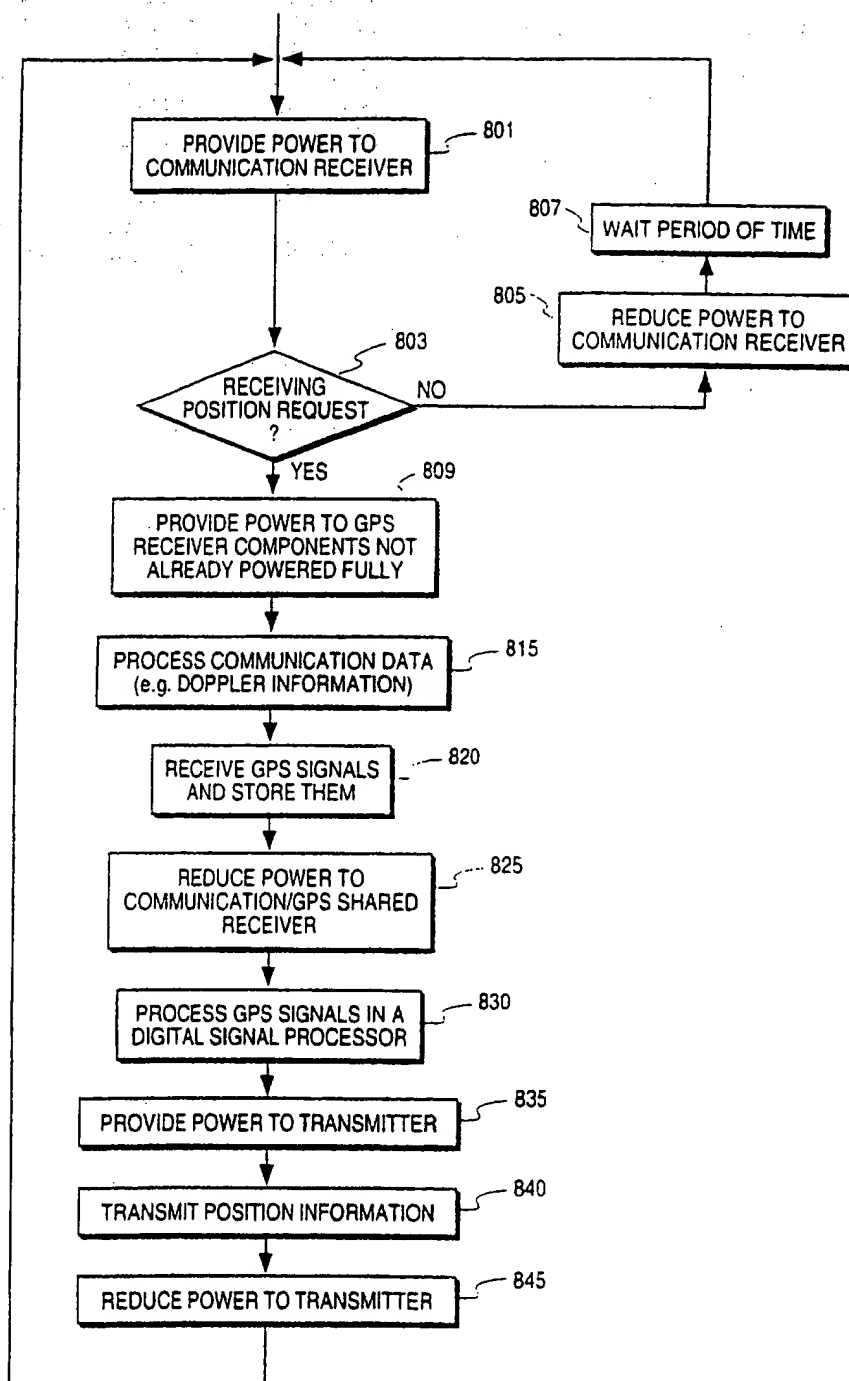 PROVIDE POWER TO
COMMUNICATION RECEIVER
801
807
WAIT PERIOD OF TIME
805
REDUCE POWER TO
COMMUNICATION RECEIVER
803
RECEIVING
POSITION REQUEST
?
NO
YES
809
PROVIDE POWER TO GPS
RECEIVER COMPONENTS NOT
ALREADY POWERED FULLY
PROCESS COMMUNICATION DATA
(e.g. DOPPLER INFORMATION)
815
RECEIVE GPS SIGNALS
AND STORE THEM
820
REDUCE POWER TO
COMMUNICATION/GPS SHARED
RECEIVER
825
PROCESS GPS SIGNALS IN A
DIGITAL SIGNAL PROCESSOR
830
PROVIDE POWER TO TRANSMITTER
835
TRANSMIT POSITION INFORMATION
840
REDUCE POWER TO TRANSMITTER
845